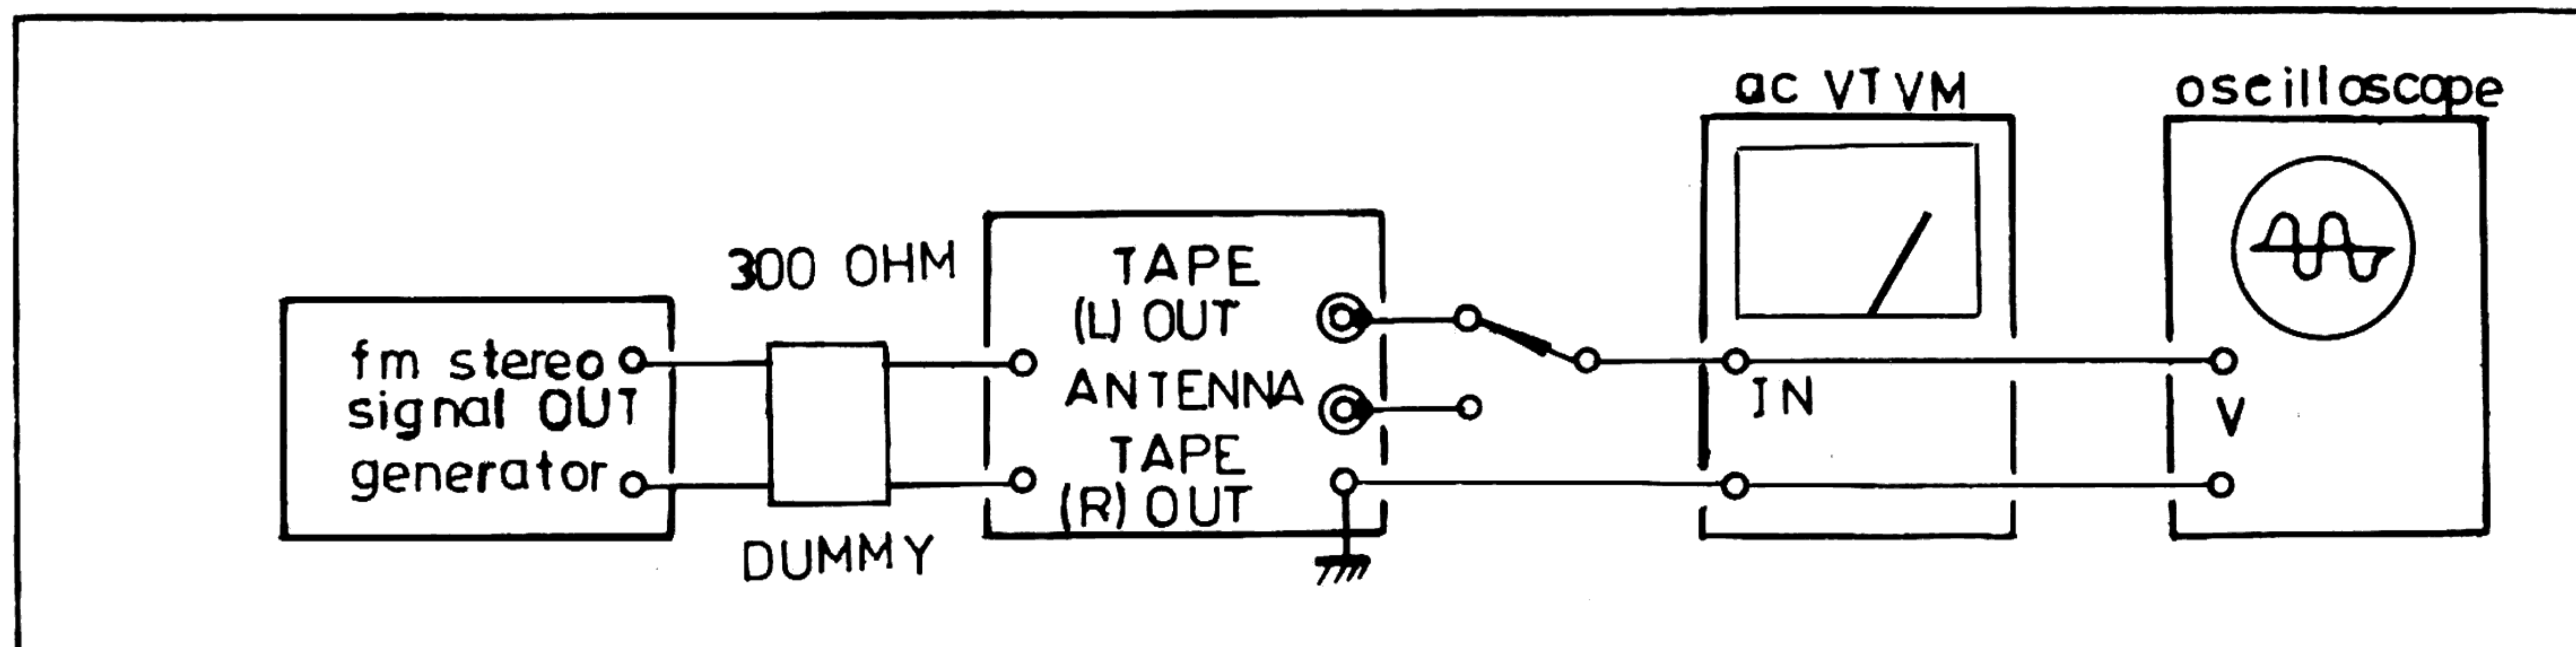 fm stereo
signal OUT
generator
300 OHM
DUMMY
TAPE
(L) OUT
ANTENNA
TAPE
(R) OUT
ac VTVM
IN
oscilloscope
V